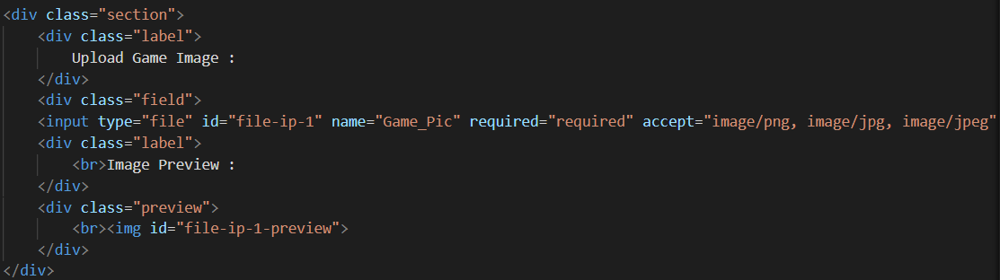 <div class="section">
    <div class="label">
        Upload Game Image :
    </div>
    <div class="field">
    <input type="file" id="file-ip-1" name="Game_Pic" required="required" accept="image/png, image/jpg, image/jpeg"
    <div class="label">
        <br>Image Preview :
    </div>
    <div class="preview">
        <br><img id="file-ip-1-preview">
    </div>
</div>